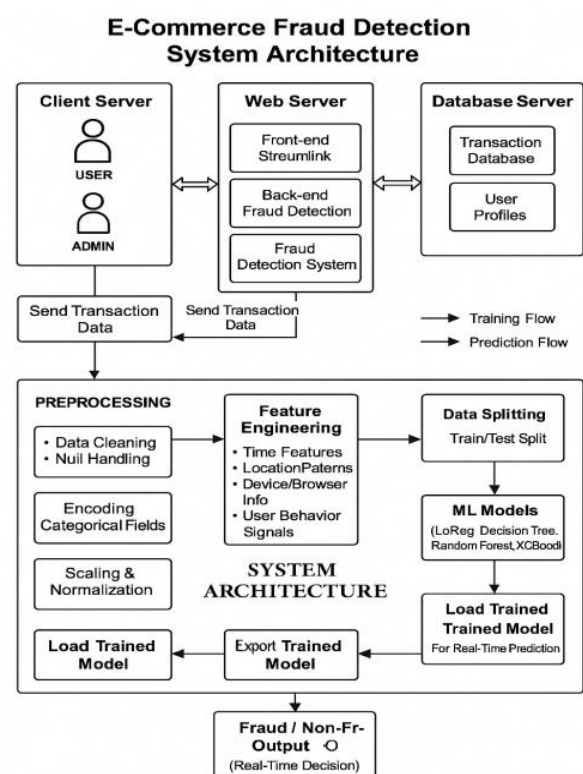 E-Commerce Fraud Detection
System Architecture
Client Server
USER
ADMIN
Web Server
Front-end
Streamlink
Back-end
Fraud Detection
Fraud
Detection System
Database Server
Transaction
Database
User
Profiles
Send Transaction
Data
Send Transaction
Data
Training Flow
Prediction Flow
PREPROCESSING
• Data Cleaning
• Nuil Handling
Encoding
Categorical Fields
Scaling &
Normalization
Feature
Engineering
• Time Features
• LocationPaterns
• Device/Browser
Info
• User Behavior
Signals
Data Splitting
Train/Test Split
ML Models
(LoReg Decision Tree.
Random Forest, XCBoodi
SYSTEM
ARCHITECTURE
Load Trained
Trained Model
For Real-Time Prediction
Export Trained
Model
Load Trained
Model
Fraud / Non-Fr-
Output
(Real-Time Decision)